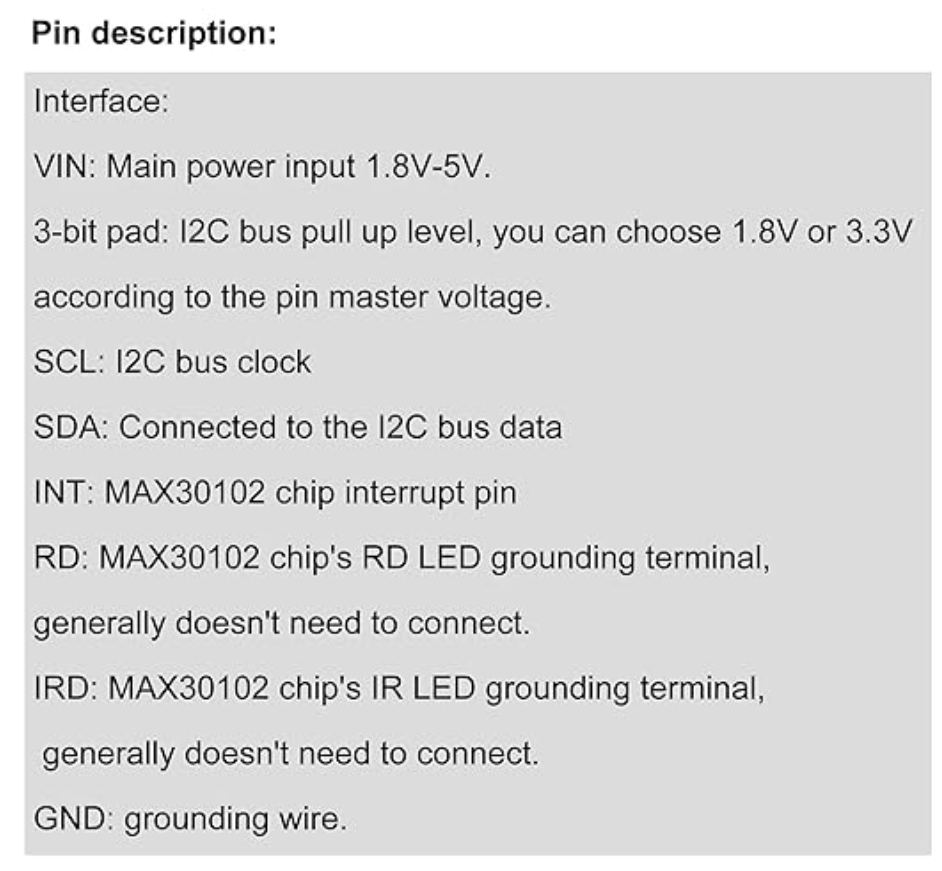 Pin description:
Interface:
VIN: Main power input 1.8V-5V.
3-bit pad: I2C bus pull up level, you can choose 1.8V or 3.3V
according to the pin master voltage.
SCL: I2C bus clock
SDA: Connected to the I2C bus data
INT: MAX30102 chip interrupt pin
RD: MAX30102 chip's RD LED grounding terminal,
generally doesn't need to connect.
IRD: MAX30102 chip's IR LED grounding terminal,
generally doesn't need to connect.
GND: grounding wire.